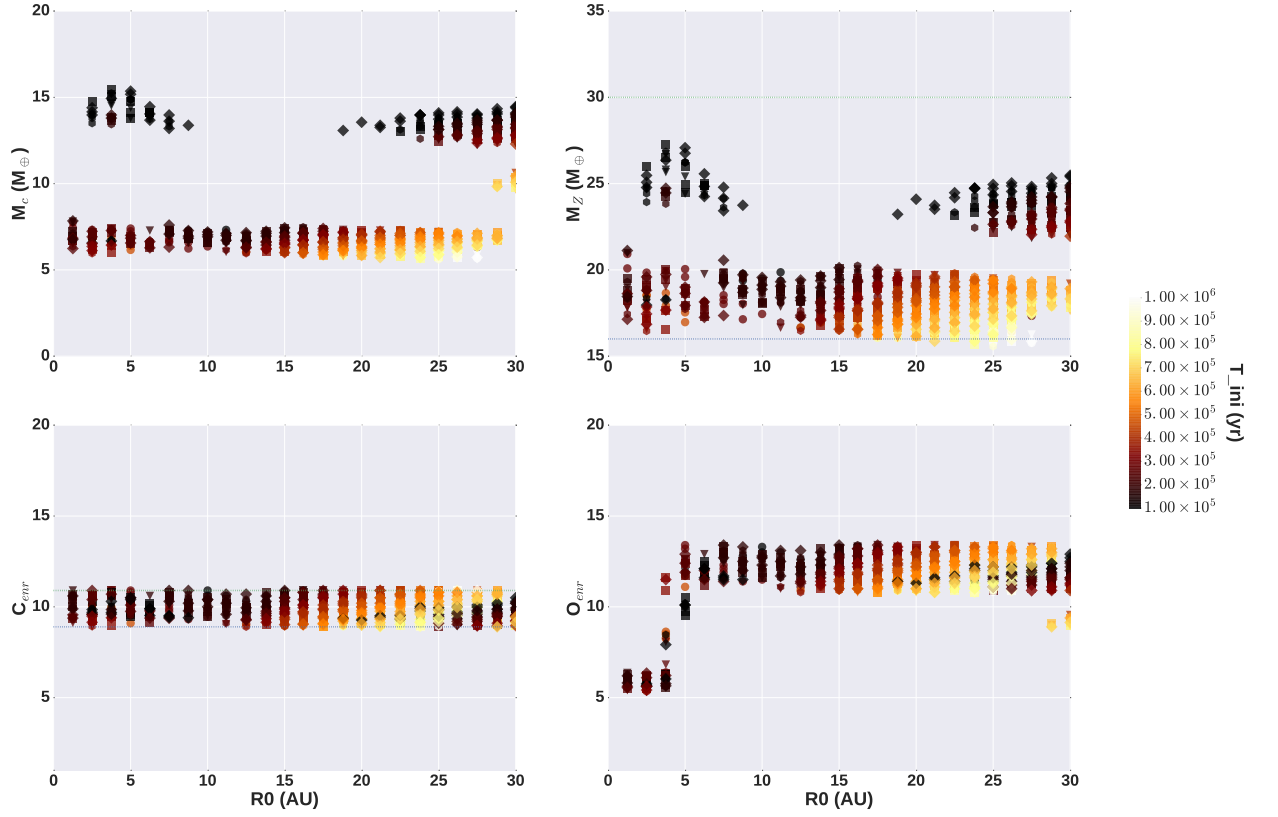 20
15
10
5
0
0 5 10 15 20 25 30
M_c (M_⊕)
35
30
25
20
15
0 5 10 15 20 25 30
M_Z (M_⊕)
20
15
10
5
0 5 10 15 20 25 30
C_enr
R0 (AU)
20
15
10
5
0 5 10 15 20 25 30
O_enr
R0 (AU)
1.00 × 10^6
9.00 × 10^5
8.00 × 10^5
7.00 × 10^5
6.00 × 10^5
5.00 × 10^5
4.00 × 10^5
3.00 × 10^5
2.00 × 10^5
1.00 × 10^5
T_ini (yr)